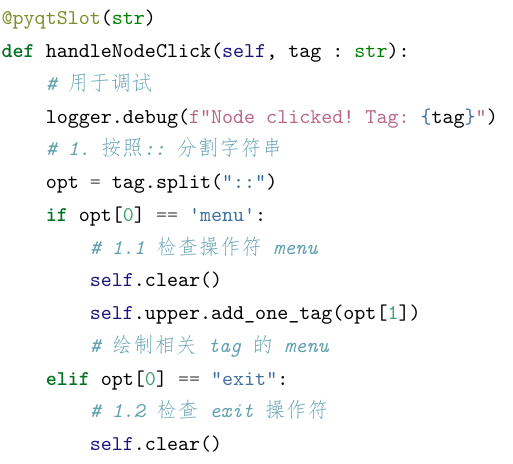 @pyqtSlot(str)
def handleNodeClick(self, tag : str):
    # 用于调试
    logger.debug(f"Node clicked! Tag: {tag}")
    # 1. 按照:: 分割字符串
    opt = tag.split("::")
    if opt[0] == 'menu':
        # 1.1 检查操作符 menu
        self.clear()
        self.upper.add_one_tag(opt[1])
        # 绘制相关 tag 的 menu
    elif opt[0] == "exit":
        # 1.2 检查 exit 操作符
        self.clear()